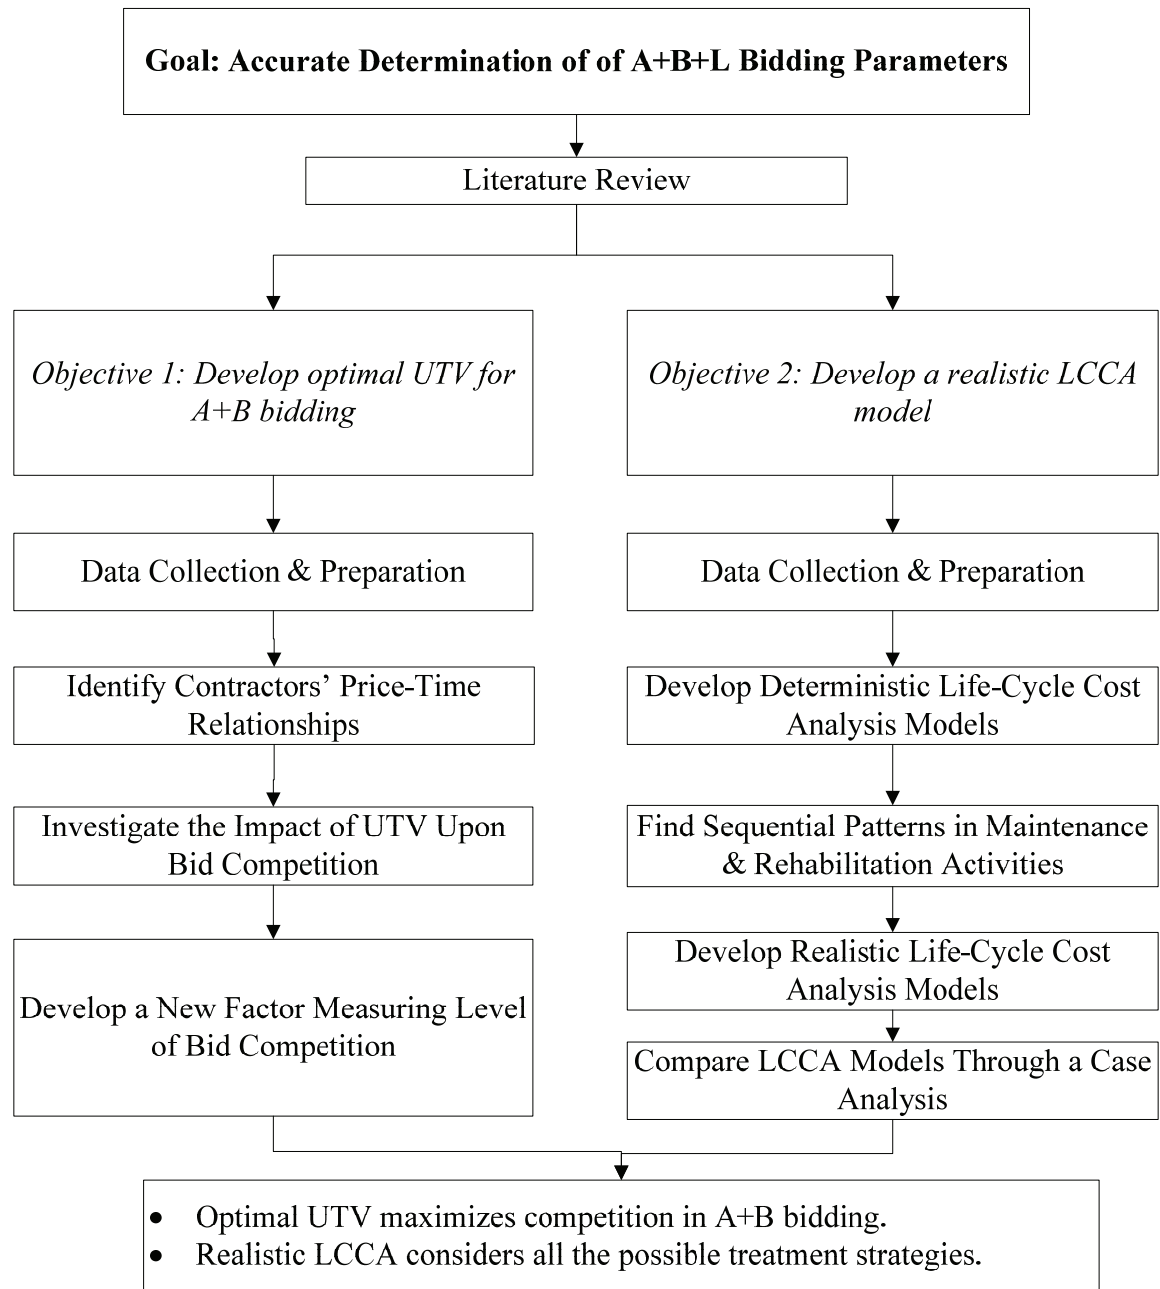 Goal: Accurate Determination of of A+B+L Bidding Parameters
Literature Review
Objective 1: Develop optimal UTV for
A+B bidding
Data Collection & Preparation
Identify Contractors’ Price-Time
Relationships
Investigate the Impact of UTV Upon
Bid Competition
Develop a New Factor Measuring Level
of Bid Competition
Objective 2: Develop a realistic LCCA
model
Data Collection & Preparation
Develop Deterministic Life-Cycle Cost
Analysis Models
Find Sequential Patterns in Maintenance
& Rehabilitation Activities
Develop Realistic Life-Cycle Cost
Analysis Models
Compare LCCA Models Through a Case
Analysis
• Optimal UTV maximizes competition in A+B bidding.
• Realistic LCCA considers all the possible treatment strategies.